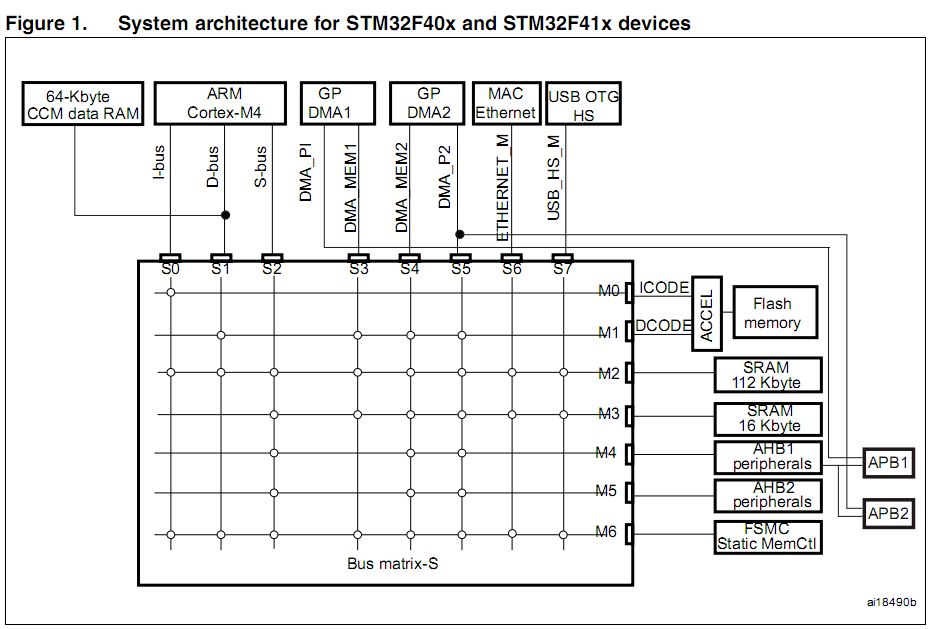 Figure 1. System architecture for STM32F40x and STM32F41x devices
64-Kbyte
CCM data RAM
ARM
Cortex-M4
GP
DMA1
GP
DMA2
MAC
Ethernet
USB OTG
HS
I-bus
D-bus
S-bus
DMA_PI
DMA_MEM1
DMA_MEM2
DMA_P2
ETHERNET_M
USB_HS_M
S0
S1
S2
S3
S4
S5
S6
S7
M0
ICODE
M1
DCODE
ACCEL
Flash
memory
M2
SRAM
112 Kbyte
M3
SRAM
16 Kbyte
M4
AHB1
peripherals
APB1
M5
AHB2
peripherals
APB2
M6
FSMC
Static MemCtl
Bus matrix-S
ai18490b